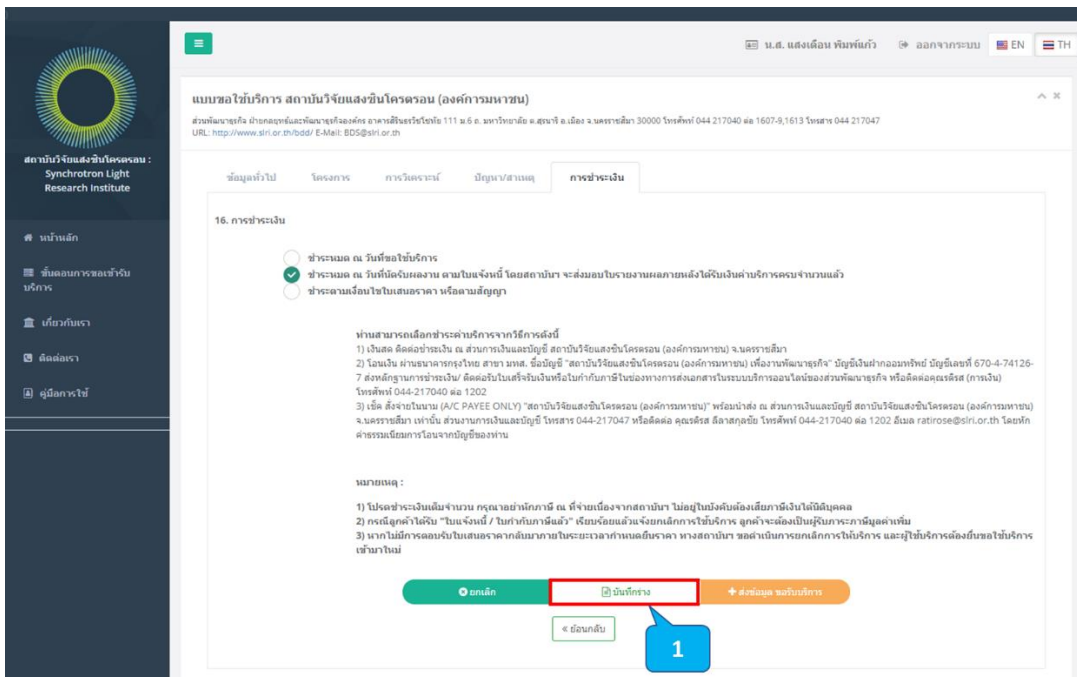 น.ส. แสงเดือน พิมพ์แก้ว
ออกจากระบบ
EN
TH
สถาบันวิจัยแสงซินโครตรอน :
Synchrotron Light
Research Institute
หน้าหลัก
ขั้นตอนการขอเข้ารับ
บริการ
เกี่ยวกับเรา
ติดต่อเรา
คู่มือการใช้
แบบขอใช้บริการ สถาบันวิจัยแสงซินโครตรอน (องค์การมหาชน)
ส่วนพัฒนาธุรกิจ ฝ่ายกลยุทธ์และพัฒนาธุรกิจองค์กร อาคารสิรินธรวิชโชทัย 111 ม.6 ถ. มหาวิทยาลัย ต.สุรนารี อ.เมือง จ.นครราชสีมา 30000 โทรศัพท์ 044 217040 ต่อ 1607-9,1613 โทรสาร 044 217047
URL: http://www.slri.or.th/bdd/ E-Mail: BDS@slri.or.th
ข้อมูลทั่วไป
โครงการ
การวิเคราะห์
ปัญหา/สาเหตุ
การชำระเงิน
16. การชำระเงิน
ชำระหมด ณ วันที่ขอใช้บริการ
ชำระหมด ณ วันที่นัดรับผลงาน ตามใบแจ้งหนี้ โดยสถาบันฯ จะส่งมอบใบรายงานผลภายหลังได้รับเงินค่าบริการครบจำนวนแล้ว
ชำระตามเงื่อนไขใบเสนอราคา หรือตามสัญญา
ท่านสามารถเลือกชำระค่าบริการจากวิธีการดังนี้
1) เงินสด ติดต่อชำระเงิน ณ ส่วนการเงินและบัญชี สถาบันวิจัยแสงซินโครตรอน (องค์การมหาชน) จ.นครราชสีมา
2) โอนเงิน ผ่านธนาคารกรุงไทย สาขา มทส. ชื่อบัญชี "สถาบันวิจัยแสงซินโครตรอน (องค์การมหาชน) เพื่องานพัฒนาธุรกิจ" บัญชีเงินฝากออมทรัพย์ บัญชีเลขที่ 670-4-74126-
7 ส่งหลักฐานการชำระเงิน/ ติดต่อรับใบเสร็จรับเงินหรือใบกำกับภาษีในช่องทางการส่งเอกสารในระบบบริการออนไลน์ของส่วนพัฒนาธุรกิจ หรือติดต่อคุณรติรส (การเงิน)
โทรศัพท์ 044-217040 ต่อ 1202
3) เช็ค สั่งจ่ายในนาม (A/C PAYEE ONLY) "สถาบันวิจัยแสงซินโครตรอน (องค์การมหาชน)" พร้อมนำส่ง ณ ส่วนการเงินและบัญชี สถาบันวิจัยแสงซินโครตรอน (องค์การมหาชน)
จ.นครราชสีมา เท่านั้น ส่วนงานการเงินและบัญชี โทรสาร 044-217047 หรือติดต่อ คุณรติรส ลีลาสกุลชัย โทรศัพท์ 044-217040 ต่อ 1202 อีเมล ratirose@slri.or.th โดยหัก
ค่าธรรมเนียมการโอนจากบัญชีของท่าน
หมายเหตุ :
1) โปรดชำระเงินเต็มจำนวน กรุณาอย่าหักภาษี ณ ที่จ่ายเนื่องจากสถาบันฯ ไม่อยู่ในบังคับต้องเสียภาษีเงินได้นิติบุคคล
2) กรณีลูกค้าได้รับ "ใบแจ้งหนี้ / ใบกำกับภาษีแล้ว" เรียบร้อยแล้วแจ้งยกเลิกการใช้บริการ ลูกค้าจะต้องเป็นผู้รับภาระภาษีมูลค่าเพิ่ม
3) หากไม่มีการตอบรับใบเสนอราคากลับมาภายในระยะเวลากำหนดยืนราคา ทางสถาบันฯ ขอดำเนินการยกเลิกการให้บริการ และผู้ใช้บริการต้องยื่นขอใช้บริการ
เข้ามาใหม่
ยกเลิก
บันทึกร่าง
ส่งข้อมูล ขอรับบริการ
« ย้อนกลับ
1